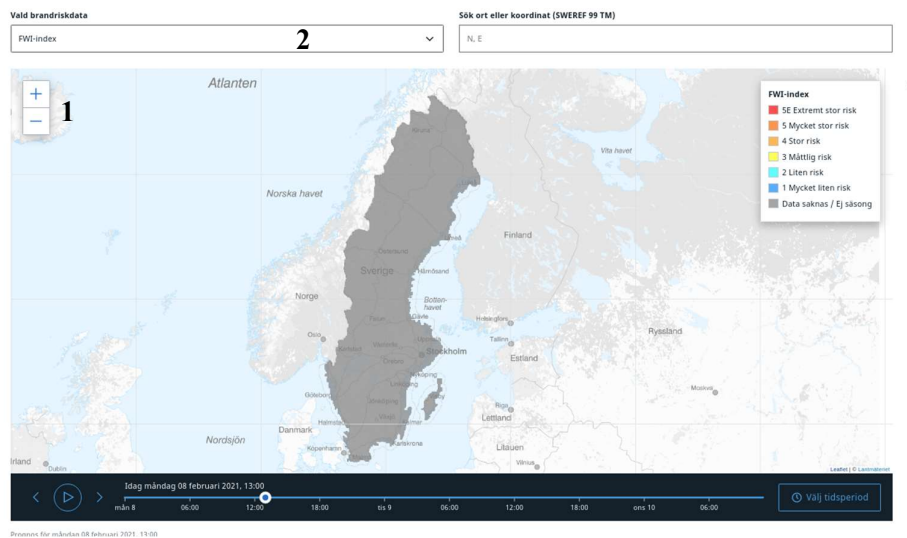 Vald brandriskdata
Sök ort eller koordinat (SWEREF 99 TM)
FWI-index
2
N, E
Atlanten
+
1
−
FWI-index
5E Extremt stor risk
5 Mycket stor risk
4 Stor risk
3 Måttlig risk
2 Liten risk
1 Mycket liten risk
Data saknas / Ej säsong
Vita havet
Norska havet
Finland
Sverige
Härnösand
Norge
Botten-
havet
Gävle
Oslo
Helsingfors
Ryssland
Stockholm
Tallinn
Estland
Göteborg
Moskva
Riga
Lettland
Danmark
Nordsjön
Köpenhamn
Karlskrona
Litauen
Vilnius
Dublin
Leaflet | © Lantmäteriet
Idag måndag 08 februari 2021, 13:00
Välj tidsperiod
mån 8
06:00
12:00
18:00
tis 9
06:00
12:00
18:00
ons 10
06:00
Prognos för måndag 08 februari 2021, 13:00